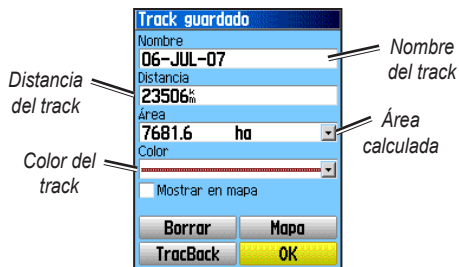 Track guardado
Nombre
06-JUL-07
Distancia
23506km
Área
7681.6 ha
Color
Mostrar en mapa
Borrar Mapa
TracBack OK
Nombre
del track
Distancia
del track
Área
calculada
Color del
track